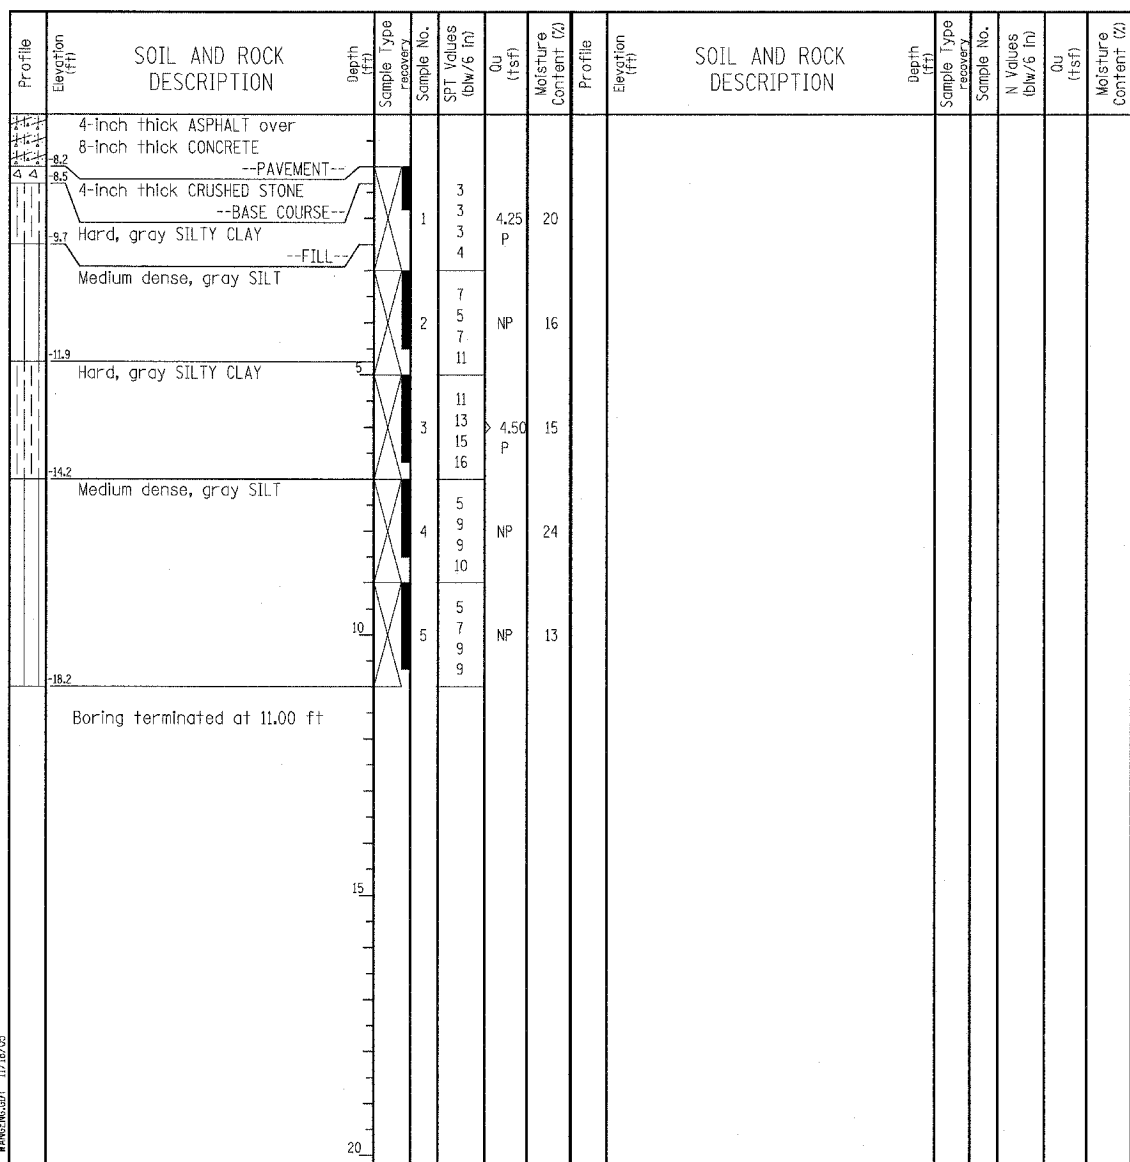 Profile
Elevation (ft)
SOIL AND ROCK DESCRIPTION
Depth (ft)
Sample Type recovery
Sample No.
SPT Values (blw/6 in)
Qu (tsf)
Moisture Content (%)
Profile
Elevation (ft)
SOIL AND ROCK DESCRIPTION
Depth (ft)
Sample Type recovery
Sample No.
N Values (blw/6 in)
Qu (tsf)
Moisture Content (%)
4-inch thick ASPHALT over
8-inch thick CONCRETE
-8.2
--PAVEMENT--
-8.5
4-inch thick CRUSHED STONE
--BASE COURSE--
-9.7
Hard, gray SILTY CLAY
--FILL--
3
3
3
4
1
4.25
P
20
Medium dense, gray SILT
7
5
7
11
2
NP
16
-11.9
5
Hard, gray SILTY CLAY
11
13
15
16
3
> 4.50
P
15
-14.2
Medium dense, gray SILT
5
9
9
10
4
NP
24
5
7
9
9
10
5
NP
13
-18.2
Boring terminated at 11.00 ft
15
20